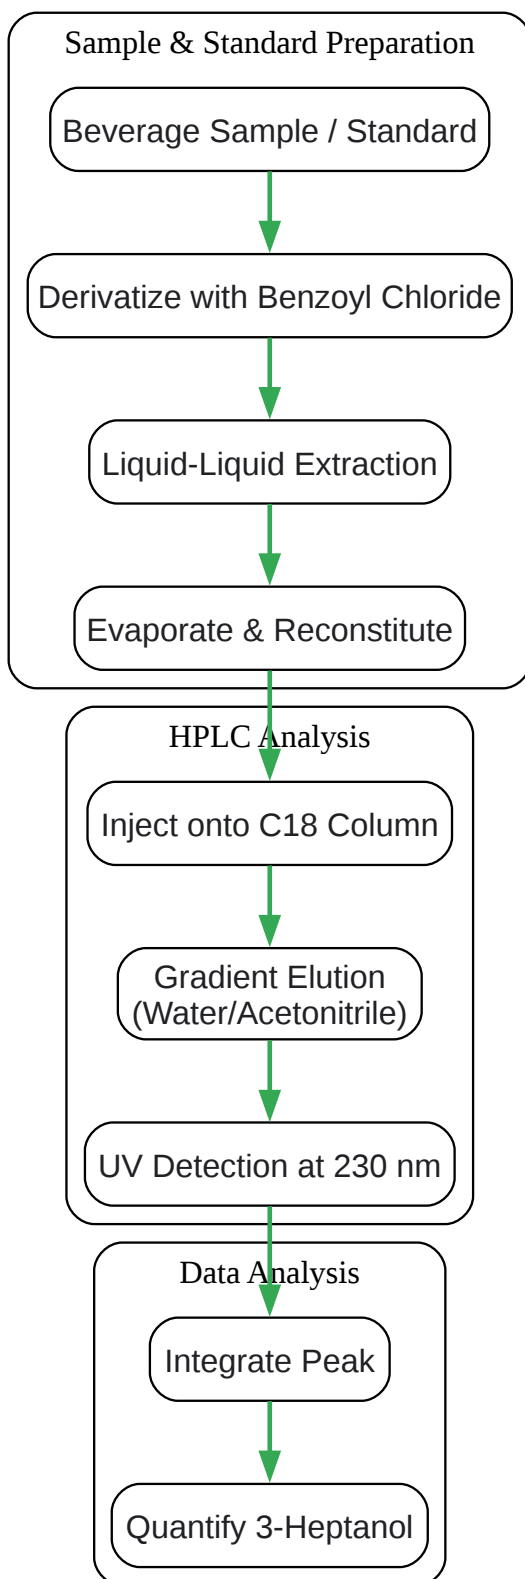 Sample & Standard Preparation
Beverage Sample / Standard
Derivatize with Benzoyl Chloride
Liquid-Liquid Extraction
Evaporate & Reconstitute
HPLC Analysis
Inject onto C18 Column
Gradient Elution
(Water/Acetonitrile)
UV Detection at 230 nm
Data Analysis
Integrate Peak
Quantify 3-Heptanol